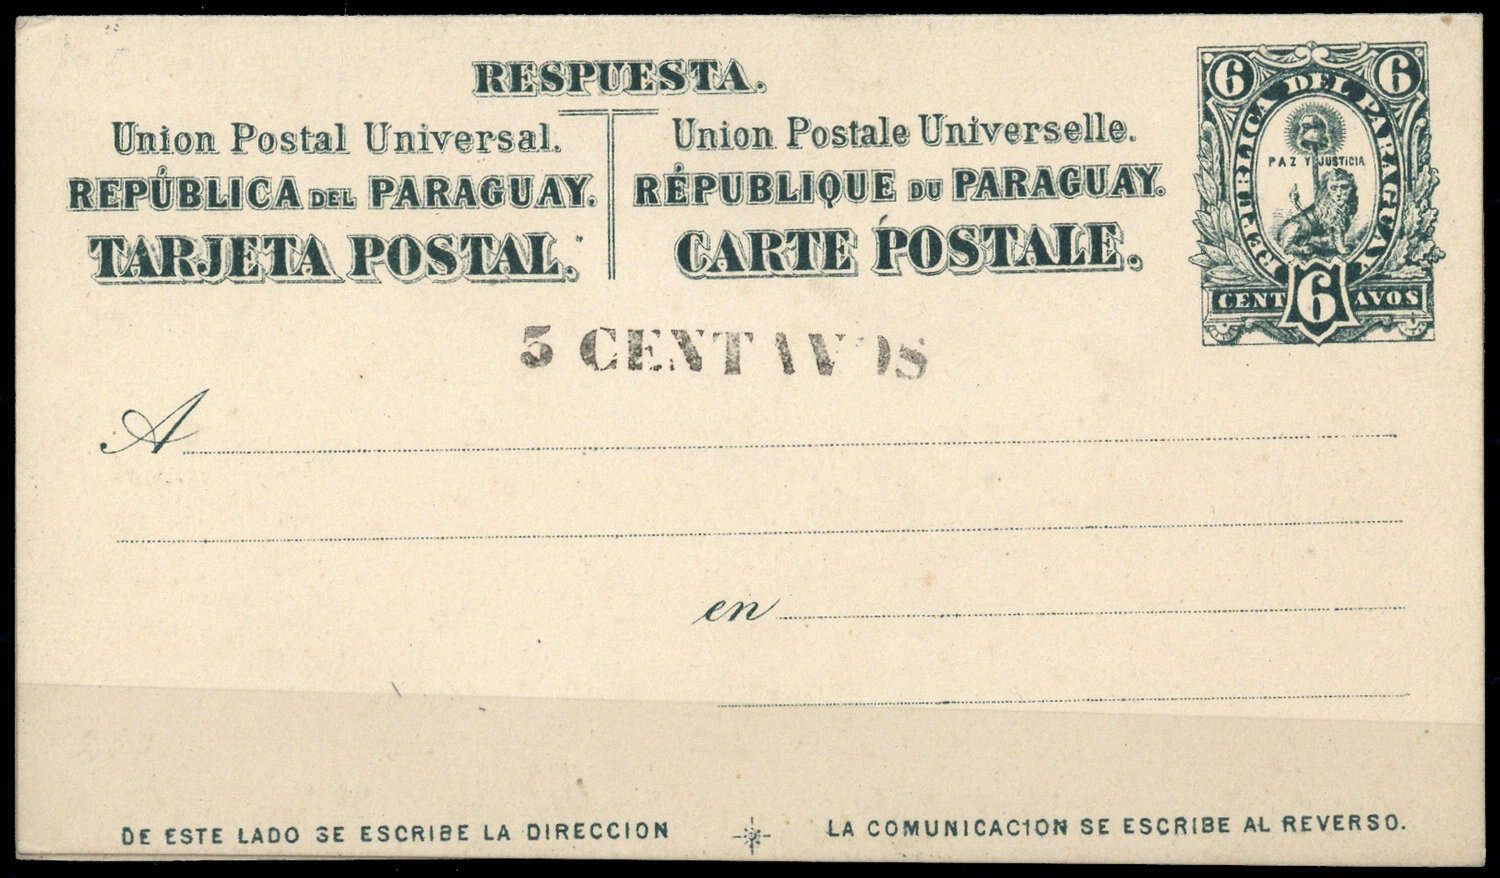 RESPUESTA.
Union Postal Universal.
REPÚBLICA DEL PARAGUAY.
TARJETA POSTAL.
Union Postale Universelle.
RÉPUBLIQUE DU PARAGUAY.
CARTE POSTALE.
6 6
REPUBLICA DEL PARAGUAY
PAZ Y JUSTICIA
CENT 6 AVOS
5 CENTAVOS
A
en
DE ESTE LADO SE ESCRIBE LA DIRECCION
LA COMUNICACION SE ESCRIBE AL REVERSO.